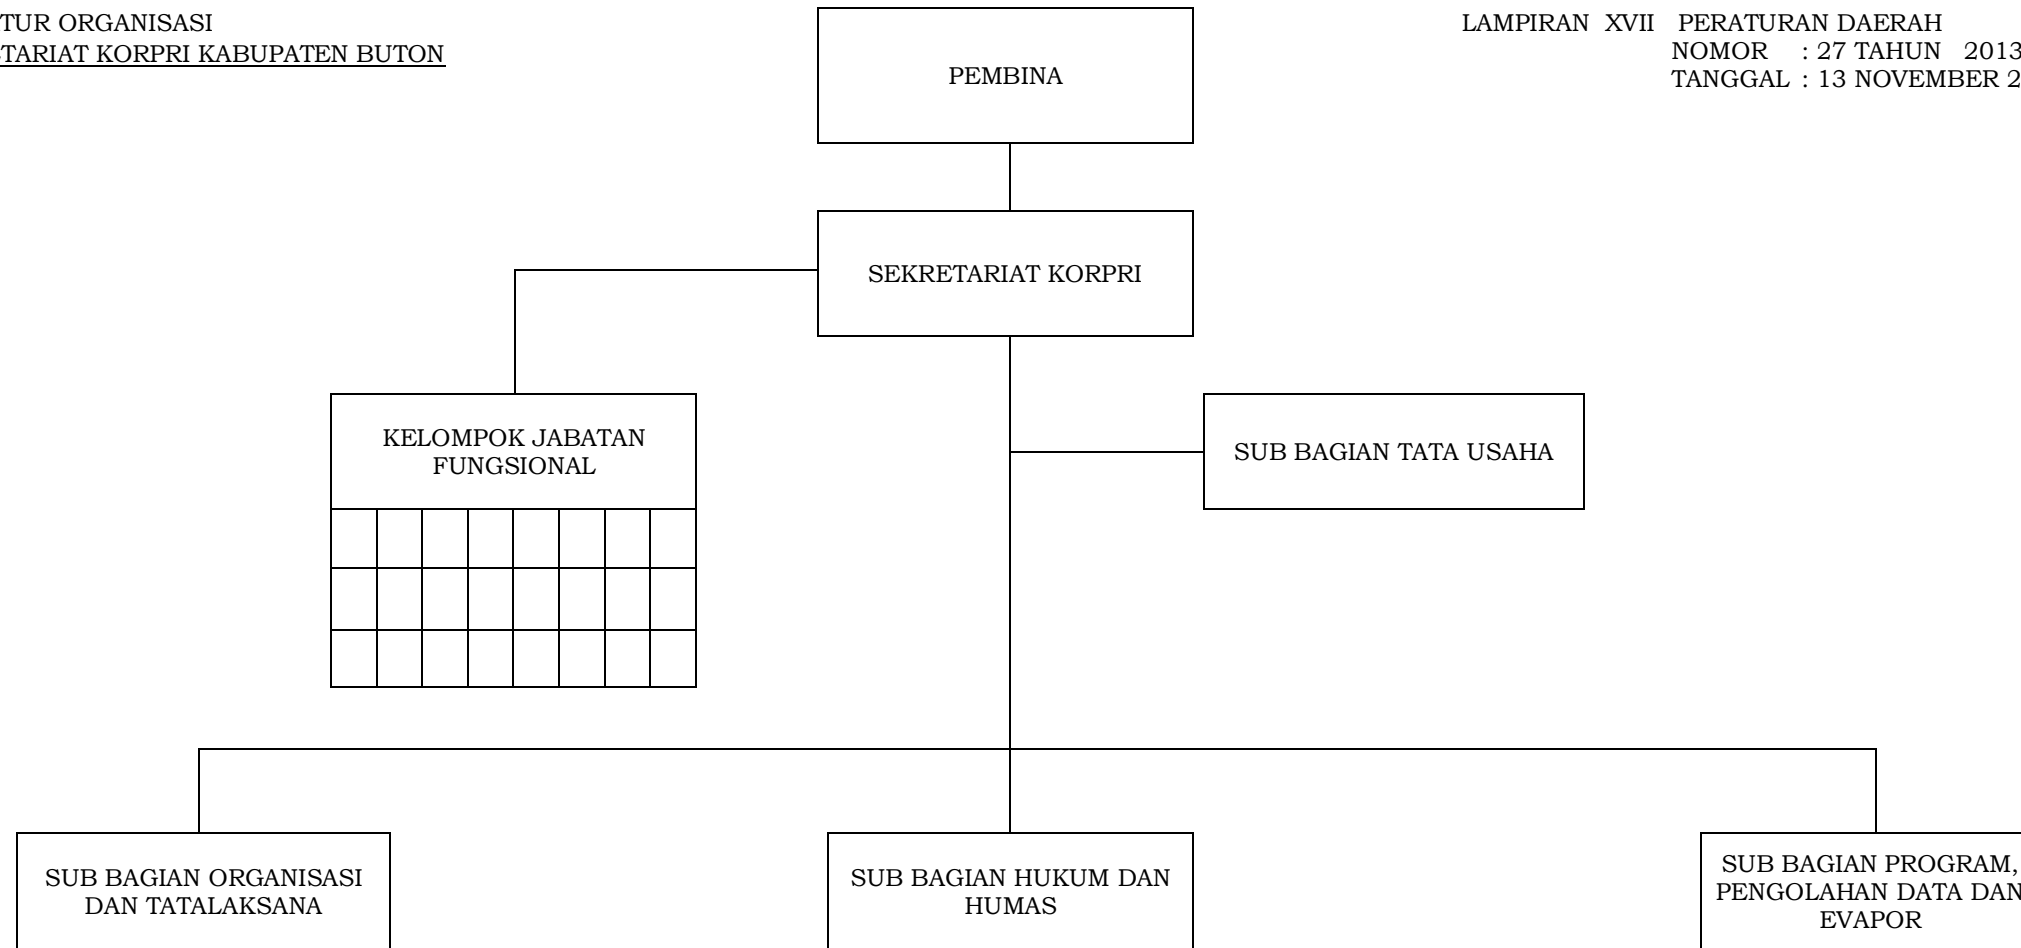 TUR ORGANISASI
TARIAT KORPRI KABUPATEN BUTON
LAMPIRAN XVII PERATURAN DAERAH
NOMOR : 27 TAHUN 2013
TANGGAL : 13 NOVEMBER 2
PEMBINA
SEKRETARIAT KORPRI
KELOMPOK JABATAN
FUNGSIONAL
SUB BAGIAN TATA USAHA
SUB BAGIAN ORGANISASI
DAN TATALAKSANA
SUB BAGIAN HUKUM DAN
HUMAS
SUB BAGIAN PROGRAM,
PENGOLAHAN DATA DAN
EVAPOR